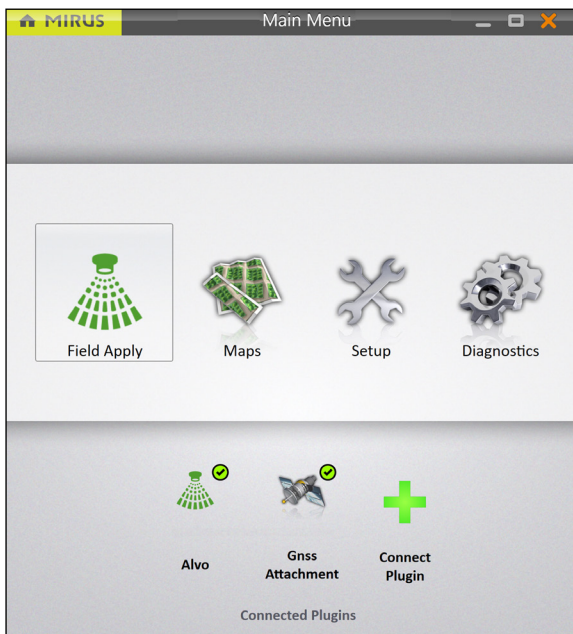 MIRUS Main Menu
Field Apply Maps Setup Diagnostics
Alvo Gnss Attachment Connect Plugin
Connected Plugins